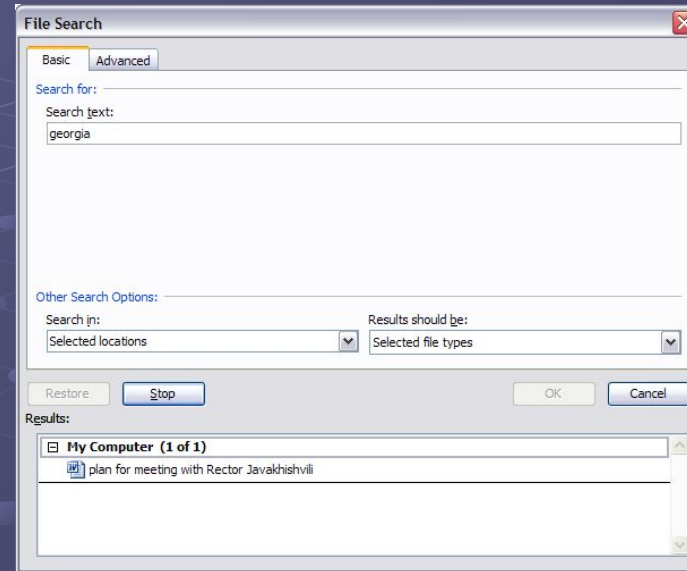 File Search
Basic Advanced
Search for:
Search text:
georgia
Other Search Options:
Search in: Results should be:
Selected locations Selected file types
Restore Stop OK Cancel
Results:
My Computer (1 of 1)
plan for meeting with Rector Javakhishvili